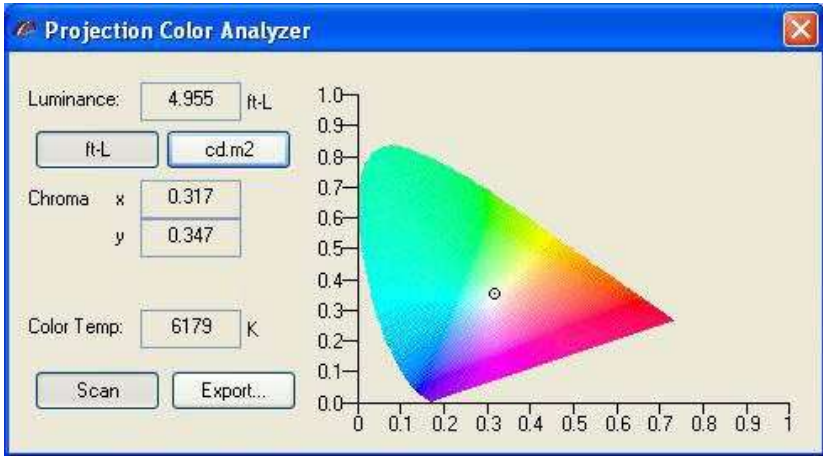 Projection Color Analyzer
Luminance: 4.955 ft-L
ft-L cd.m2
Chroma x 0.317
y 0.347
Color Temp: 6179 K
Scan Export...
1.0
0.9
0.8
0.7
0.6
0.5
0.4
0.3
0.2
0.1
0.0
0 0.1 0.2 0.3 0.4 0.5 0.6 0.7 0.8 0.9 1